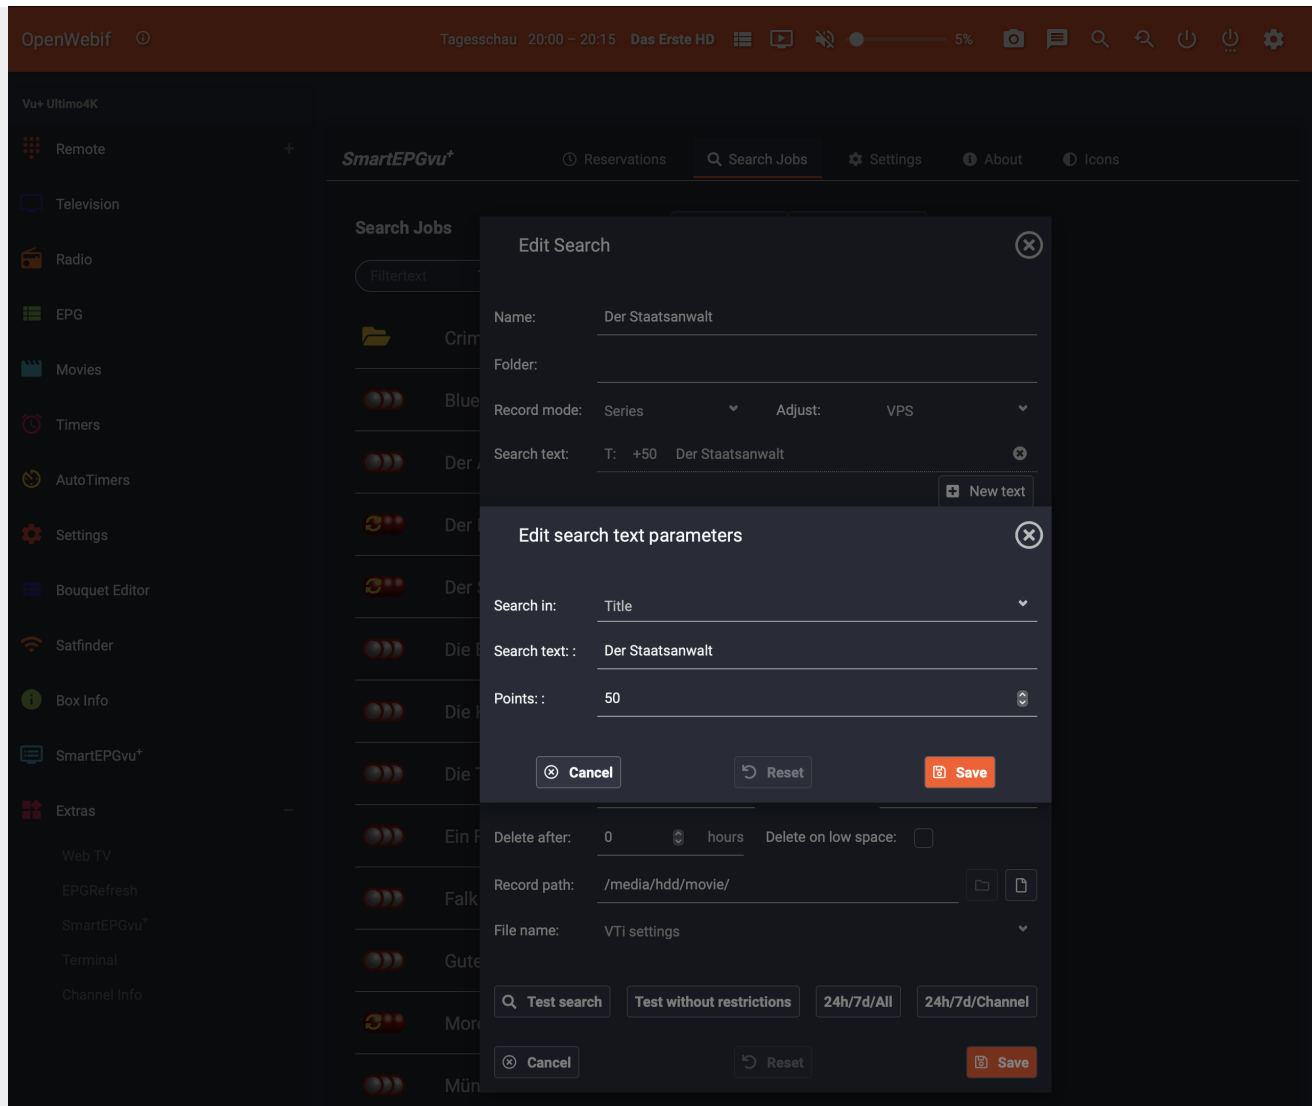 OpenWebif
Tagesschau 20:00 – 20:15 Das Erste HD 5%
Vu+ Ultimo4K
Remote
Television
Radio
EPG
Movies
Timers
AutoTimers
Settings
Bouquet Editor
Satfinder
Box Info
SmartEPGvu+
Extras
Web TV
EPGRefresh
SmartEPGvu+
Terminal
Channel Info
SmartEPGvu+ Reservations Search Jobs Settings About Icons
Search Jobs
Filtertext
Crim
Blue
Der
Der
Der
Die
Die
Die
Ein F
Falk
Gute
More
Mün
Edit Search
Name: Der Staatsanwalt
Folder:
Record mode: Series Adjust: VPS
Search text: T: +50 Der Staatsanwalt
New text
Edit search text parameters
Search in: Title
Search text: : Der Staatsanwalt
Points: : 50
Cancel Reset Save
Delete after: 0 hours Delete on low space:
Record path: /media/hdd/movie/
File name: VTi settings
Test search Test without restrictions 24h/7d/All 24h/7d/Channel
Cancel Reset Save